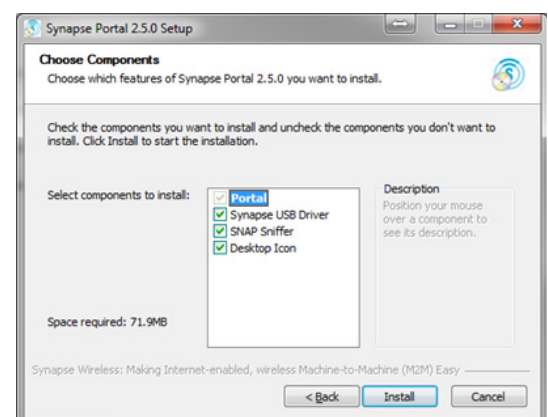 Synapse Portal 2.5.0 Setup
Choose Components
Choose which features of Synapse Portal 2.5.0 you want to install.
Check the components you want to install and uncheck the components you don't want to
install. Click Install to start the installation.
Select components to install:
Portal
Synapse USB Driver
SNAP Sniffer
Desktop Icon
Description
Position your mouse
over a component to
see its description.
Space required: 71.9MB
Synapse Wireless: Making Internet-enabled, wireless Machine-to-Machine (M2M) Easy
< Back
Install
Cancel